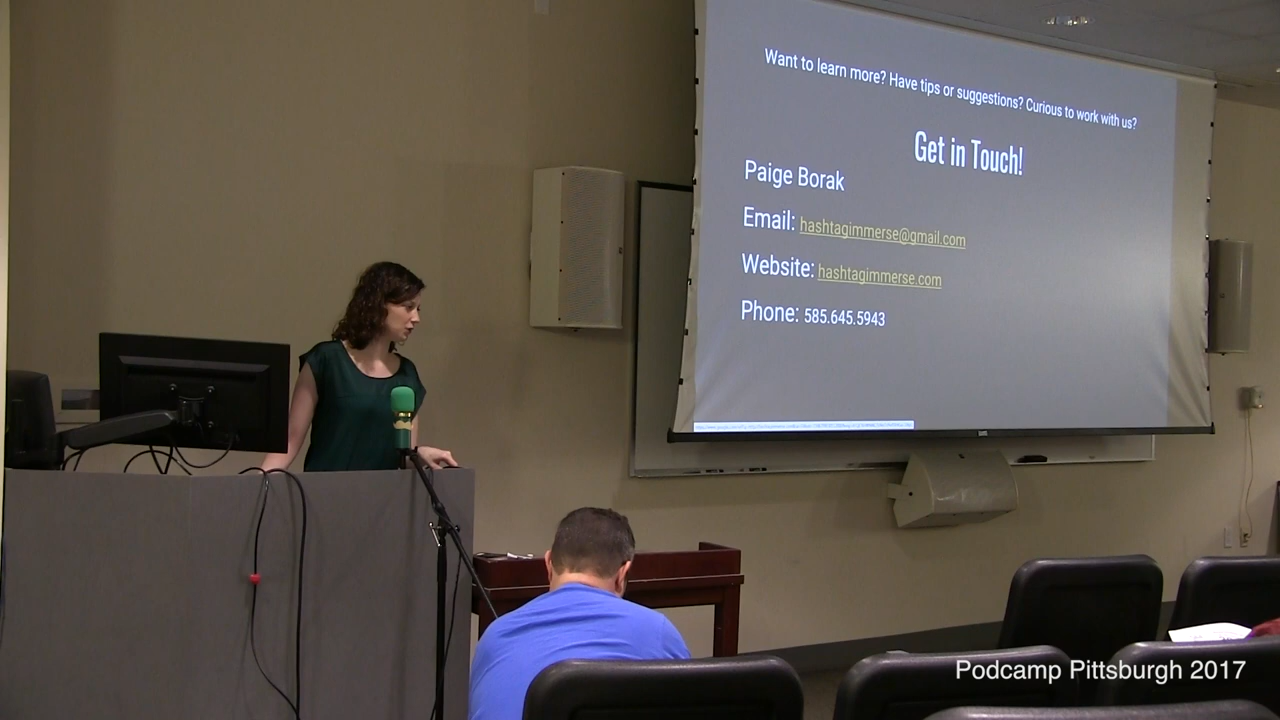 Want to learn more? Have tips or suggestions? Curious to work with us?
Get in Touch!
Paige Borak
Email: hashtagimmerse@gmail.com
Website: hashtagimmerse.com
Phone: 585.645.5943
Podcamp Pittsburgh 2017